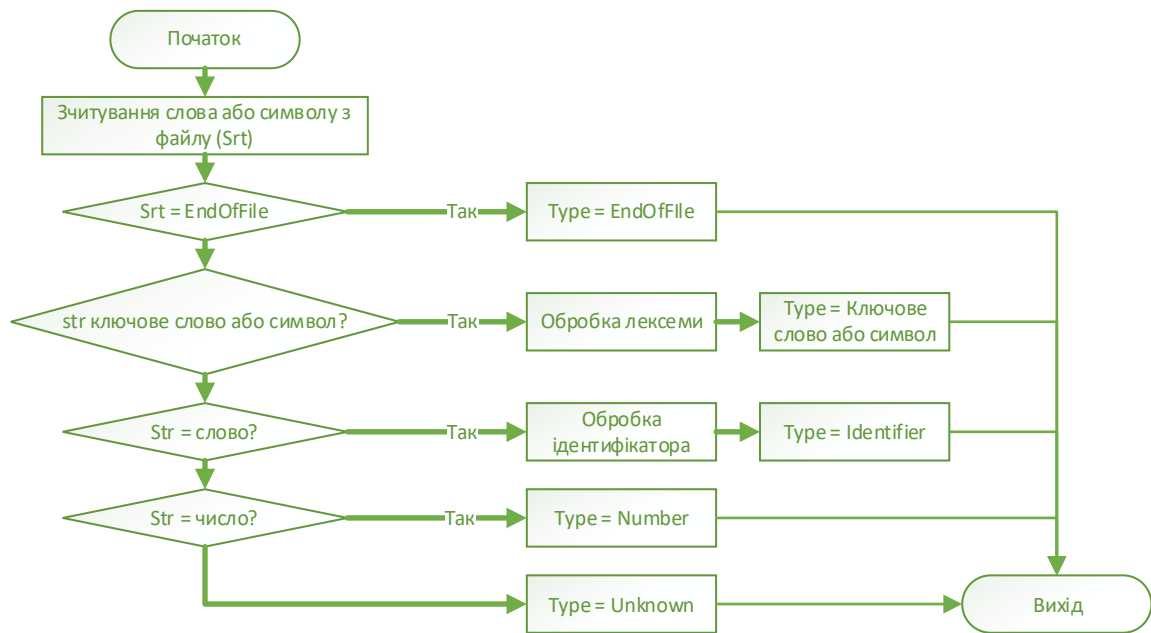 Початок
Зчитування слова або символу з
файлу (Srt)
Srt = EndOfFile
Так
Type = EndOfFIle
str ключове слово або символ?
Так
Обробка лексеми
Type = Ключове
слово або символ
Str = слово?
Так
Обробка
ідентифікатора
Type = Identifier
Str = число?
Так
Type = Number
Type = Unknown
Вихід